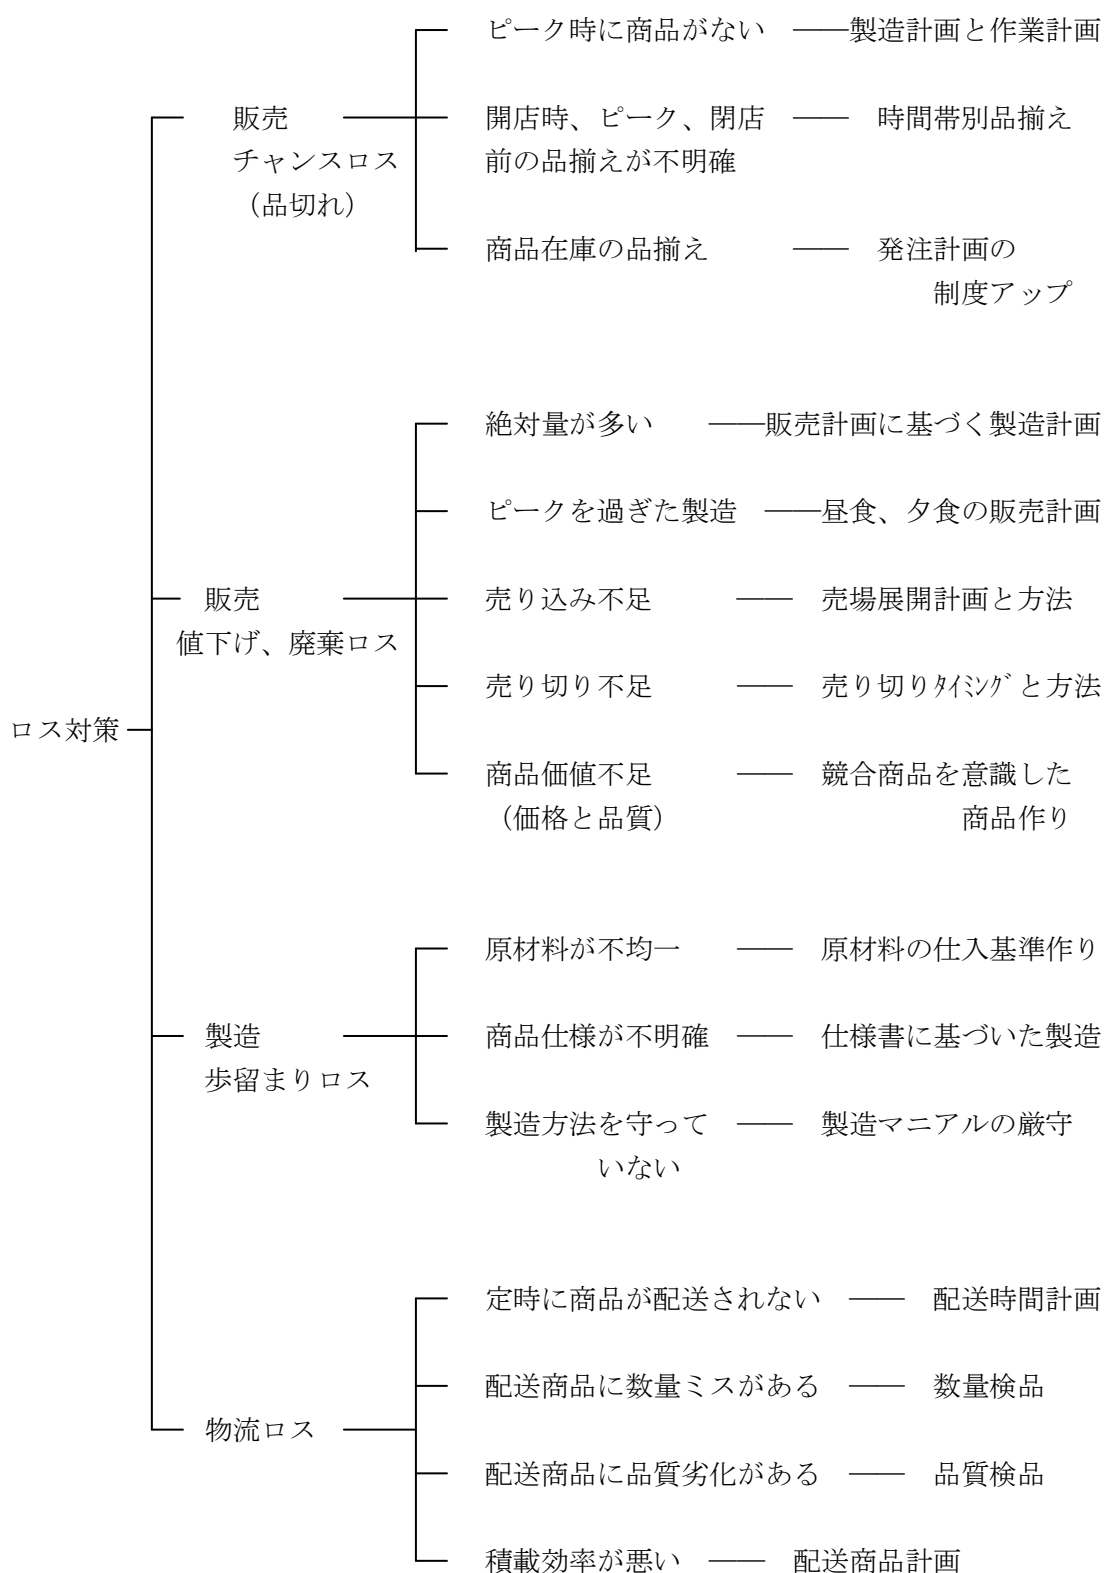 ピーク時に商品がない ――製造計画と作業計画
販売 開店時、ピーク、閉店 ―― 時間帯別品揃え
チャンスロス 前の品揃えが不明確
（品切れ）
商品在庫の品揃え ―― 発注計画の
制度アップ
絶対量が多い ――販売計画に基づく製造計画
ピークを過ぎた製造 ――昼食、夕食の販売計画
販売 売り込み不足 ―― 売場展開計画と方法
値下げ、廃棄ロス
売り切り不足 ―― 売り切りﾀｲﾐﾝｸﾞと方法
ロス対策
商品価値不足 ―― 競合商品を意識した
（価格と品質） 商品作り
原材料が不均一 ―― 原材料の仕入基準作り
製造 商品仕様が不明確 ―― 仕様書に基づいた製造
歩留まりロス
製造方法を守って ―― 製造マニアルの厳守
いない
定時に商品が配送されない ―― 配送時間計画
配送商品に数量ミスがある ―― 数量検品
物流ロス
配送商品に品質劣化がある ―― 品質検品
積載効率が悪い ―― 配送商品計画